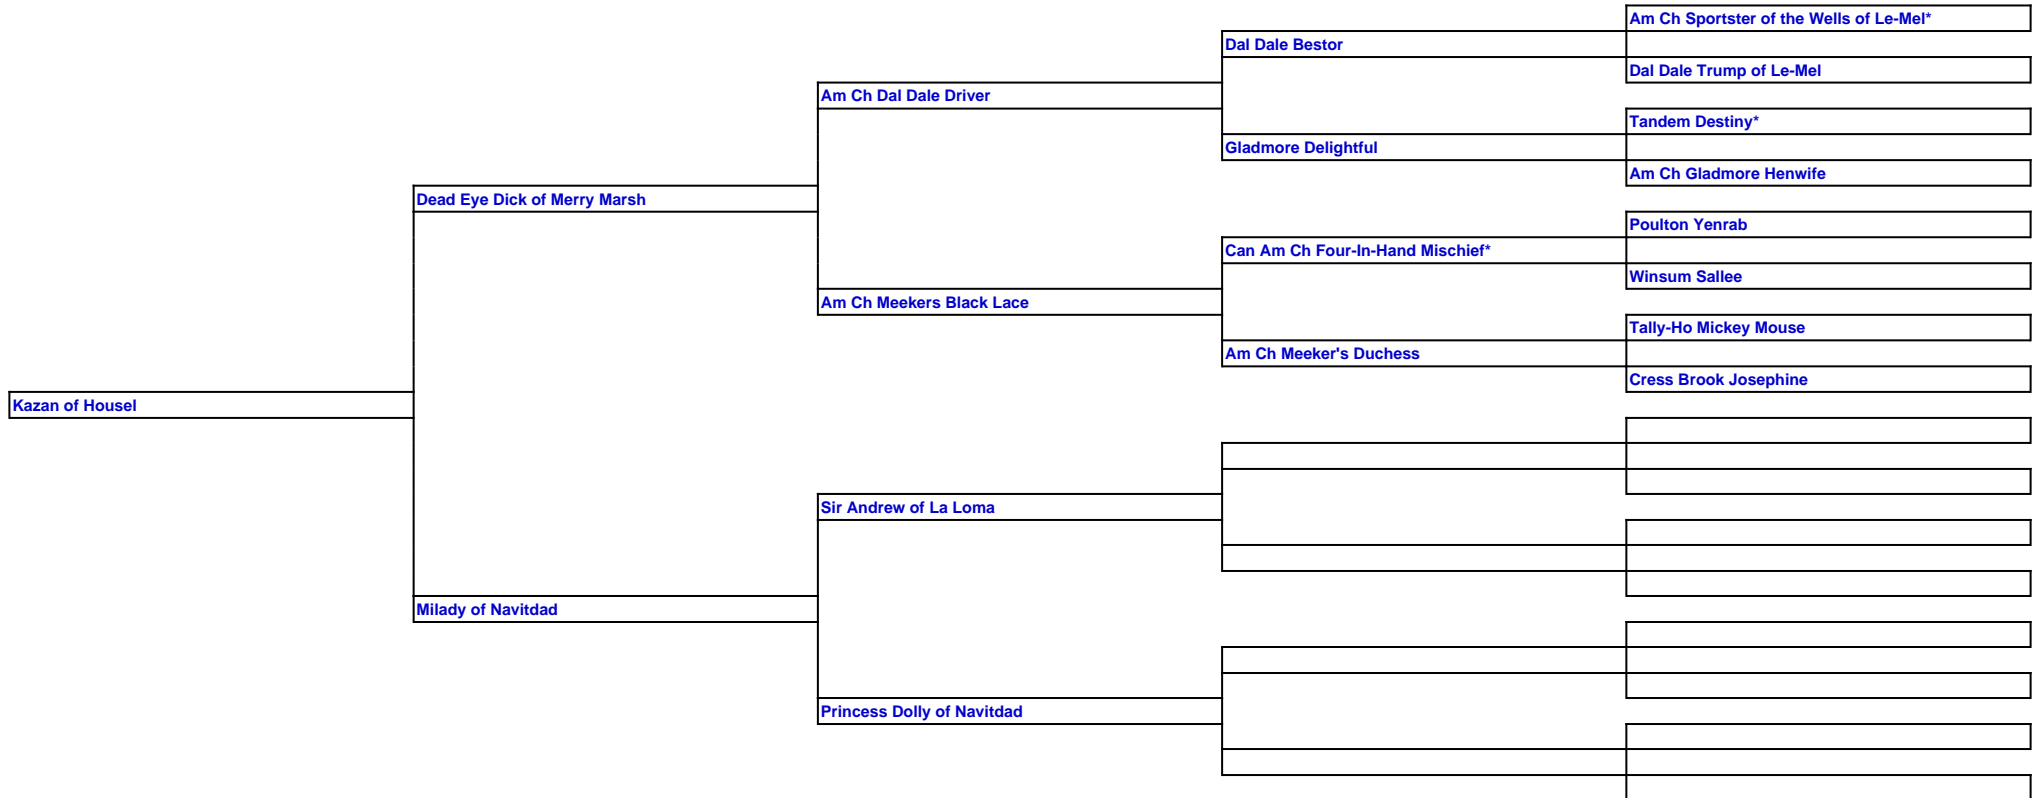 Am Ch Sportster of the Wells of Le-Mel*
Dal Dale Bestor
Dal Dale Trump of Le-Mel
Am Ch Dal Dale Driver
Tandem Destiny*
Gladmore Delightful
Am Ch Gladmore Henwife
Dead Eye Dick of Merry Marsh
Poulton Yenrab
Can Am Ch Four-In-Hand Mischief*
Winsum Sallee
Am Ch Meekers Black Lace
Tally-Ho Mickey Mouse
Am Ch Meeker's Duchess
Cress Brook Josephine
Kazan of Housel
Sir Andrew of La Loma
Milady of Navitdad
Princess Dolly of Navitdad